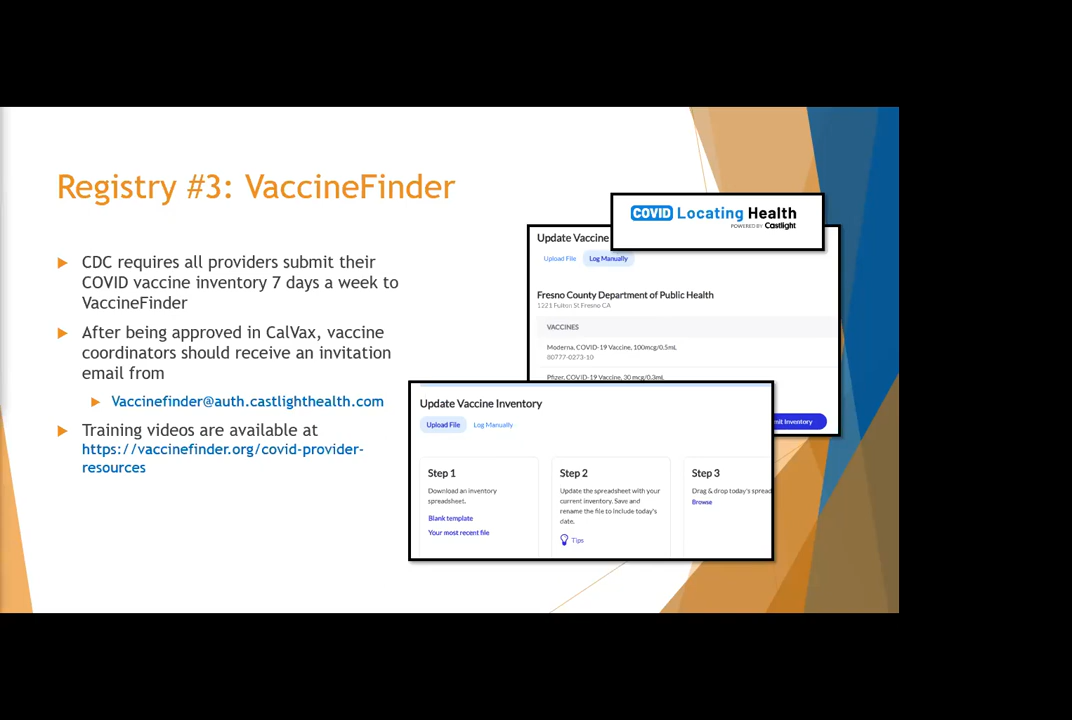 Registry #3: VaccineFinder
CDC requires all providers submit their
COVID vaccine inventory 7 days a week to
VaccineFinder
After being approved in CalVax, vaccine
coordinators should receive an invitation
email from
Vaccinefinder@auth.castlighthealth.com
Training videos are available at
https://vaccinefinder.org/covid-provider-
resources
COVID Locating Health
POWERED BY Castlight
Update Vaccine
Upload File Log Manually
Fresno County Department of Public Health
1221 Fulton St Fresno CA
VACCINES
Moderna, COVID-19 Vaccine, 100mcg/0.5mL
80777-0273-10
Pfizer, COVID-19 Vaccine, 30 mcg/0.3mL
mit Inventory
Update Vaccine Inventory
Upload File Log Manually
Step 1
Download an inventory
spreadsheet.
Blank template
Your most recent file
Step 2
Update the spreadsheet with your
current inventory. Save and
rename the file to include today's
date.
Tips
Step 3
Drag & drop today's spread
Browse